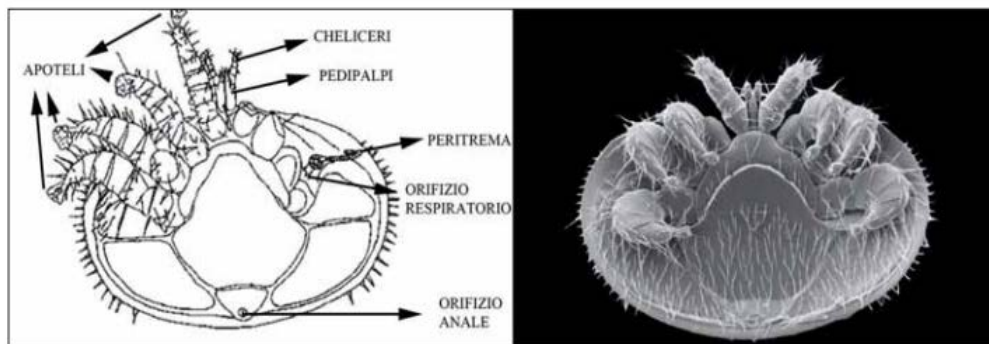 CHELICERI
APOTELI
PEDIPALPI
PERITREMA
ORIFIZIO
RESPIRATORIO
ORIFIZIO
ANALE